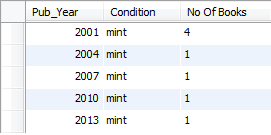 Pub_Year Condition No Of Books
2001 mint 4
2004 mint 1
2007 mint 1
2010 mint 1
2013 mint 1